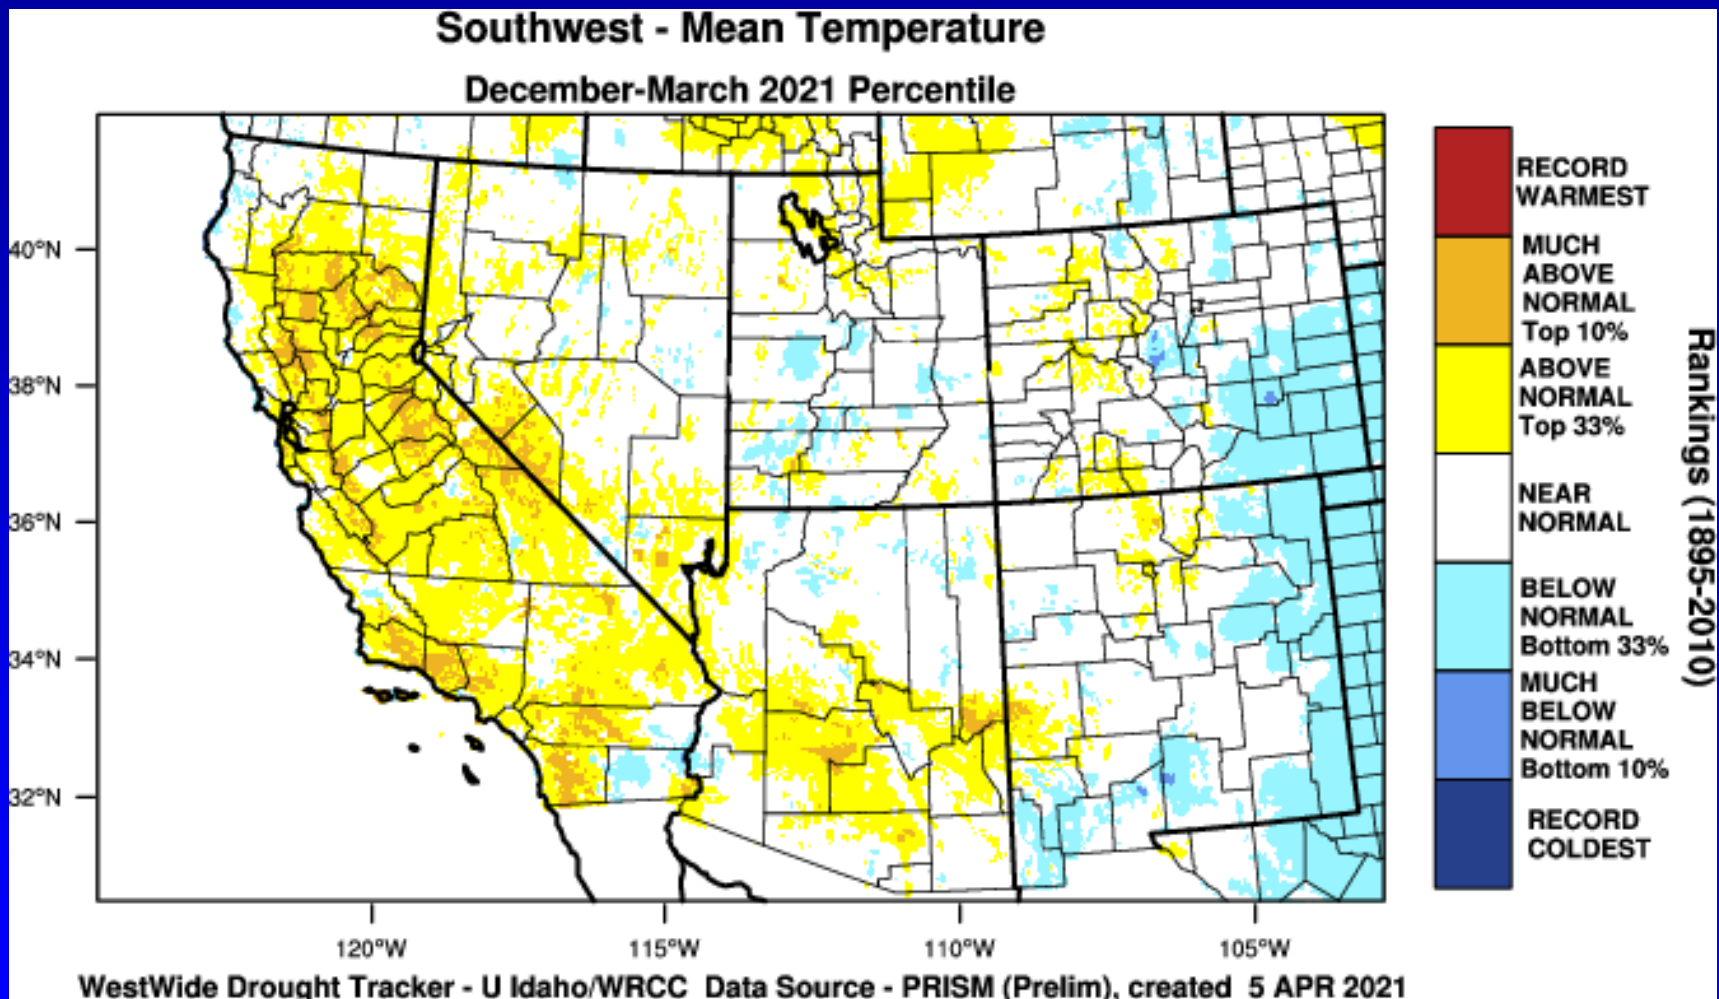 Southwest - Mean Temperature
December-March 2021 Percentile
40°N
38°N
36°N
34°N
32°N
120°W
115°W
110°W
105°W
RECORD
WARMEST
MUCH
ABOVE
NORMAL
Top 10%
ABOVE
NORMAL
Top 33%
NEAR
NORMAL
BELOW
NORMAL
Bottom 33%
MUCH
BELOW
NORMAL
Bottom 10%
RECORD
COLDEST
Rankings (1895-2010)
WestWide Drought Tracker - U Idaho/WRCC Data Source - PRISM (Prelim), created 5 APR 2021